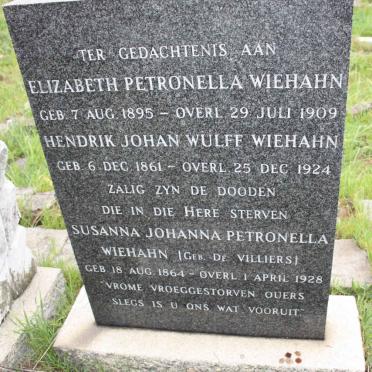 TER GEDACHTENIS AAN
ELIZABETH PETRONELLA WIEHAHN
GEB. 7 AUG. 1895 – OVERL. 29 JULI 1909
HENDRIK JOHAN WULFF WIEHAHN
GEB. 6 DEC. 1861 – OVERL. 25 DEC. 1924
ZALIG ZYN DE DOODEN
DIE IN DIE HERE STERVEN
SUSANNA JOHANNA PETRONELLA
WIEHAHN [GEB. DE VILLIERS]
GEB. 18 AUG. 1864 – OVERL. 1 APRIL 1928
"VROME VROEGGESTORVEN OUERS
SLEGS IS U ONS WAT VOORUIT"